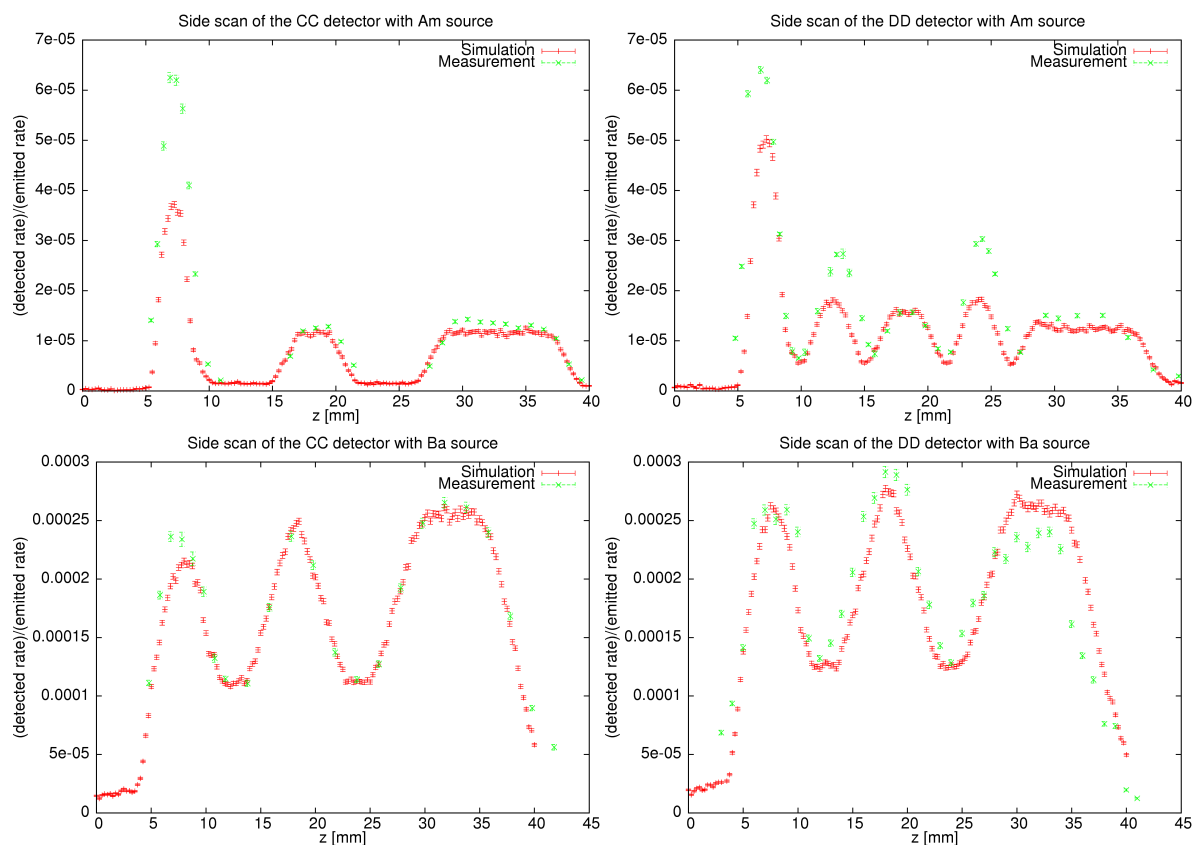 Side scan of the CC detector with Am source
7e-05
6e-05
5e-05
4e-05
3e-05
2e-05
1e-05
0
(detected rate)/(emitted rate)
Simulation
Measurement
0 5 10 15 20 25 30 35 40
z [mm]
Side scan of the DD detector with Am source
7e-05
6e-05
5e-05
4e-05
3e-05
2e-05
1e-05
0
(detected rate)/(emitted rate)
Simulation
Measurement
0 5 10 15 20 25 30 35 40
z [mm]
Side scan of the CC detector with Ba source
0.0003
0.00025
0.0002
0.00015
0.0001
5e-05
0
(detected rate)/(emitted rate)
Simulation
Measurement
0 5 10 15 20 25 30 35 40 45
z [mm]
Side scan of the DD detector with Ba source
0.0003
0.00025
0.0002
0.00015
0.0001
5e-05
0
(detected rate)/(emitted rate)
Simulation
Measurement
0 5 10 15 20 25 30 35 40 45
z [mm]